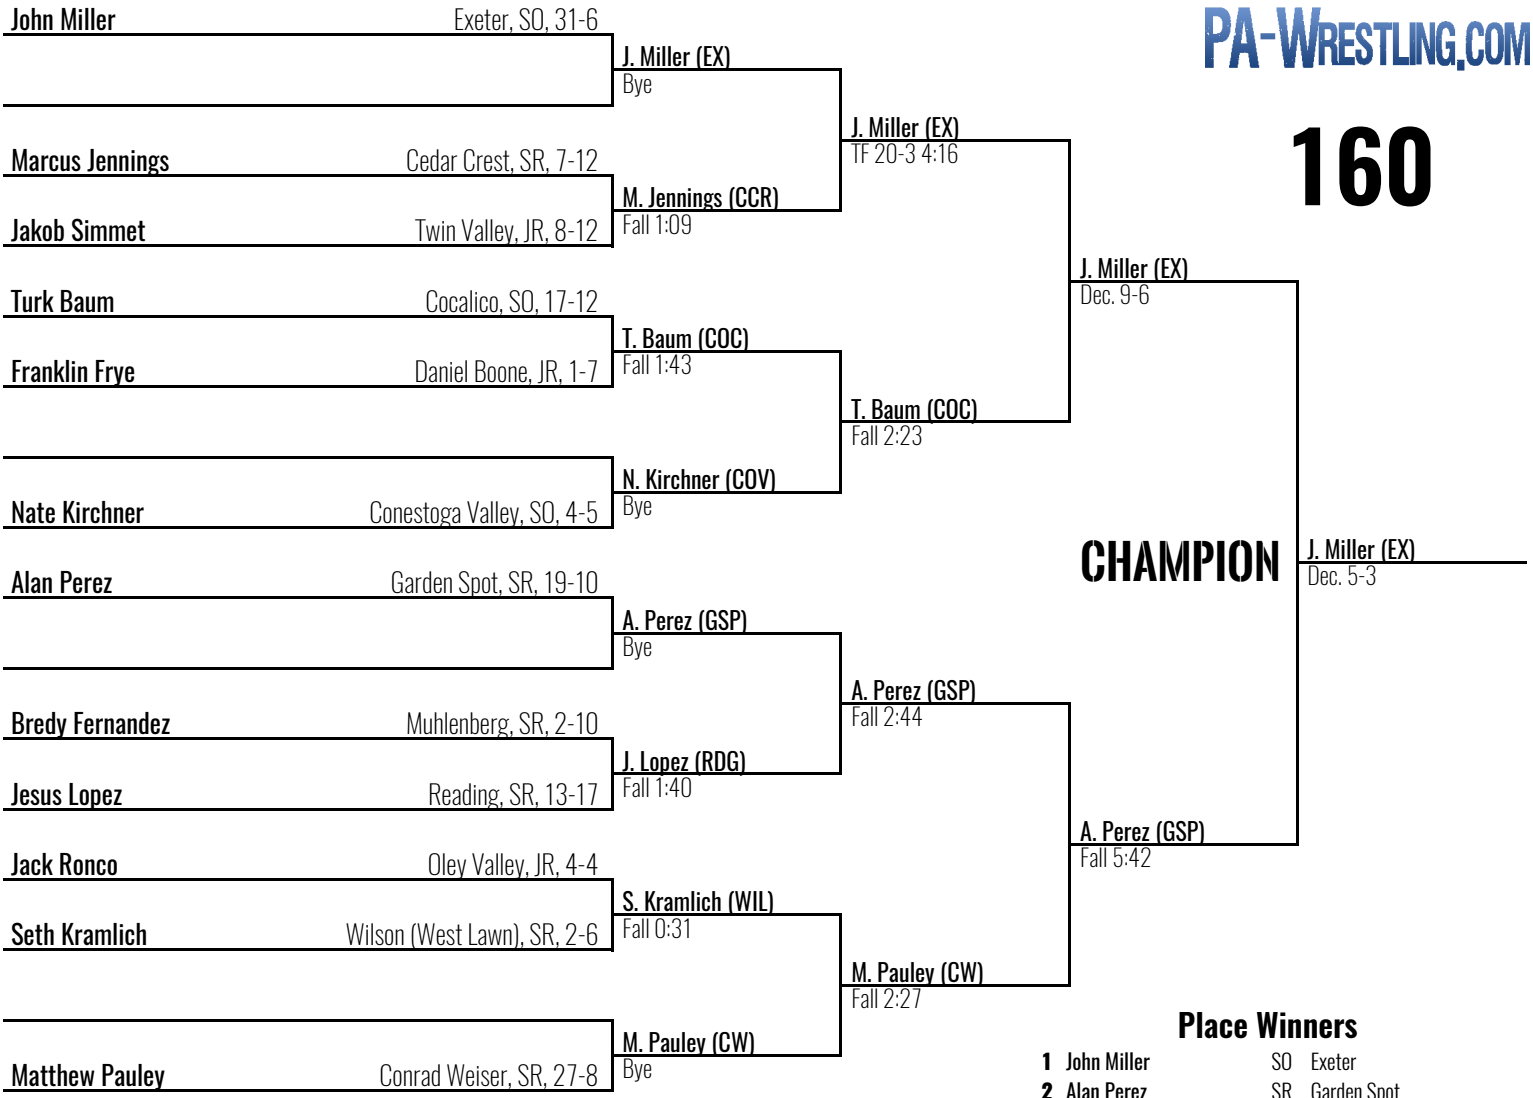 John Miller Exeter, SO, 31-6
PA-WRESTLING.COM
J. Miller (EX)
Bye
J. Miller (EX)
TF 20-3 4:16
160
Marcus Jennings Cedar Crest, SR, 7-12
M. Jennings (CCR)
Fall 1:09
Jakob Simmet Twin Valley, JR, 8-12
J. Miller (EX)
Dec. 9-6
Turk Baum Cocalico, SO, 17-12
T. Baum (COC)
Fall 1:43
Franklin Frye Daniel Boone, JR, 1-7
T. Baum (COC)
Fall 2:23
N. Kirchner (COV)
Bye
Nate Kirchner Conestoga Valley, SO, 4-5
CHAMPION
J. Miller (EX)
Dec. 5-3
Alan Perez Garden Spot, SR, 19-10
A. Perez (GSP)
Bye
A. Perez (GSP)
Fall 2:44
Bredy Fernandez Muhlenberg, SR, 2-10
J. Lopez (RDG)
Fall 1:40
Jesus Lopez Reading, SR, 13-17
A. Perez (GSP)
Fall 5:42
Jack Ronco Oley Valley, JR, 4-4
S. Kramlich (WIL)
Fall 0:31
Seth Kramlich Wilson (West Lawn), SR, 2-6
M. Pauley (CW)
Fall 2:27
M. Pauley (CW)
Bye
Matthew Pauley Conrad Weiser, SR, 27-8
Place Winners
1 John Miller SO Exeter
2 Alan Perez SR Garden Spot